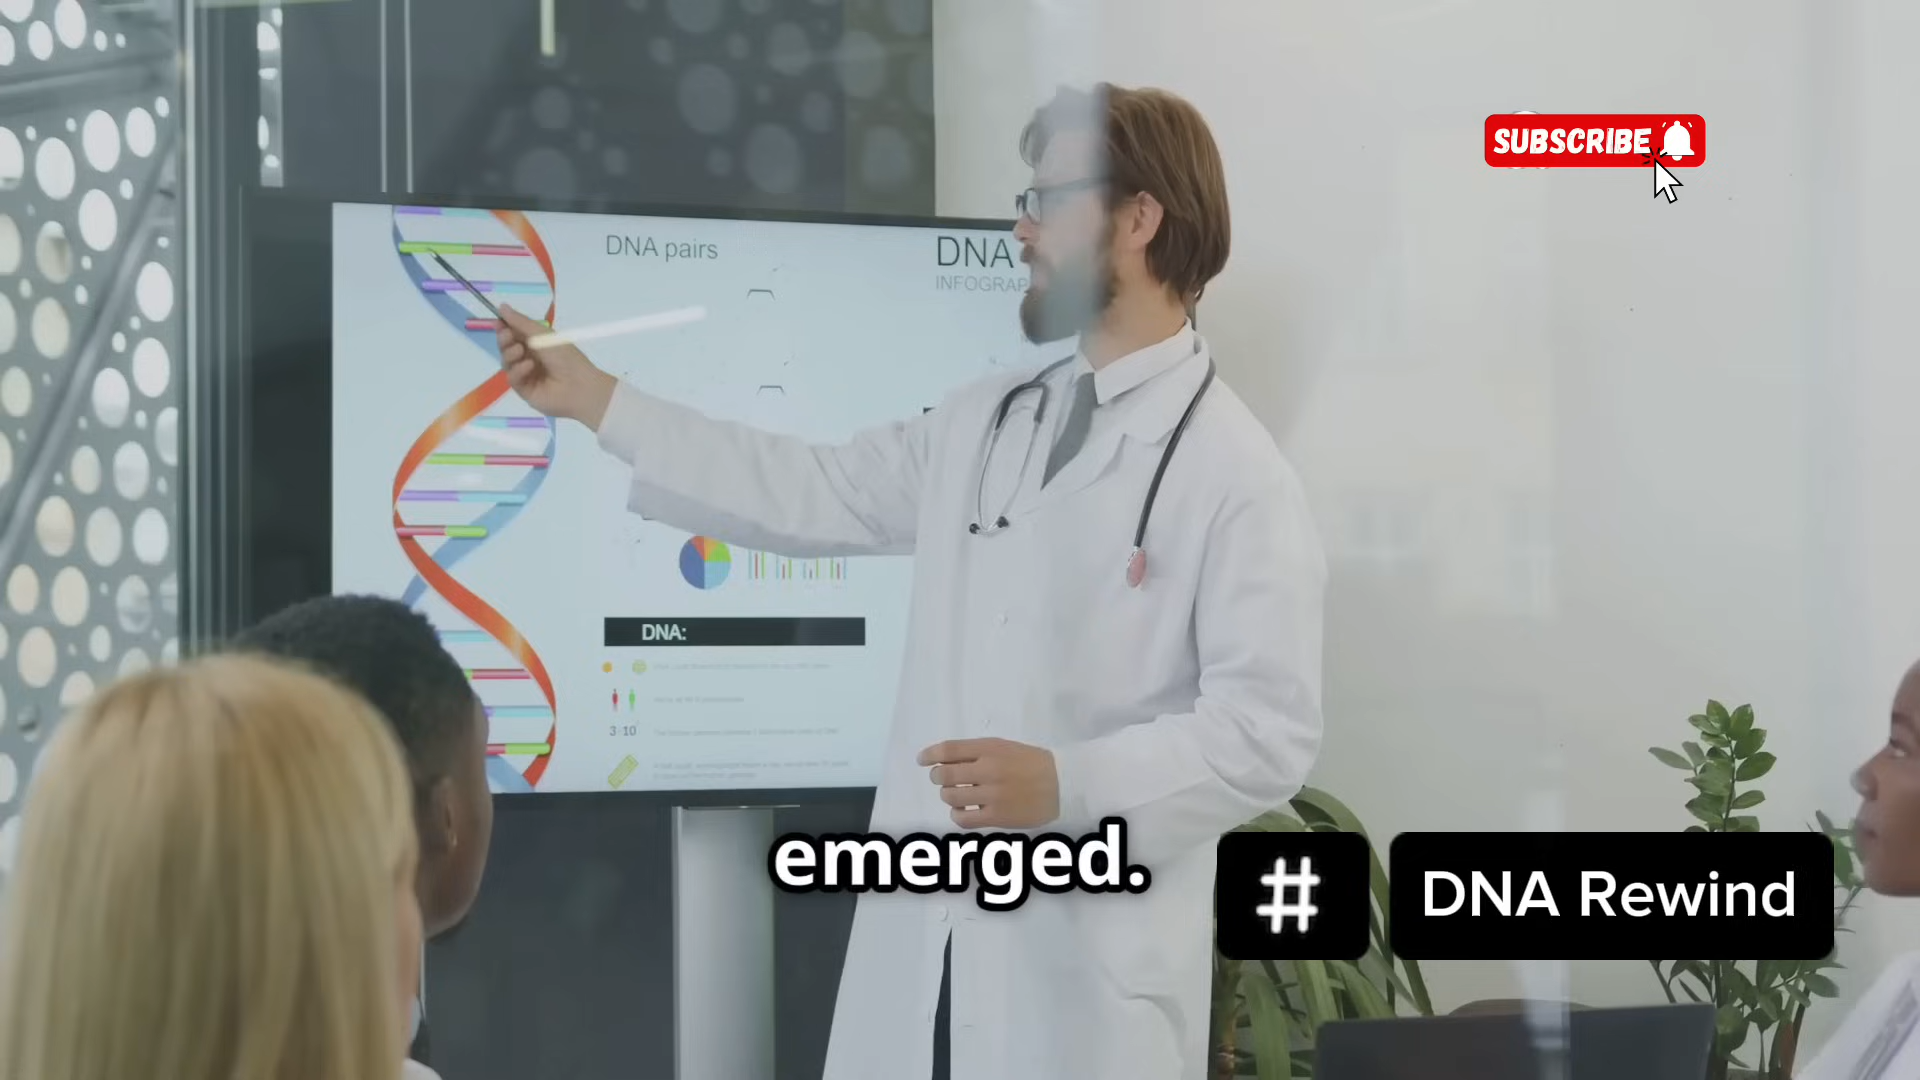 SUBSCRIBE
DNA pairs
DNA
INFOGRAP
DNA:
3-10
emerged.
# DNA Rewind